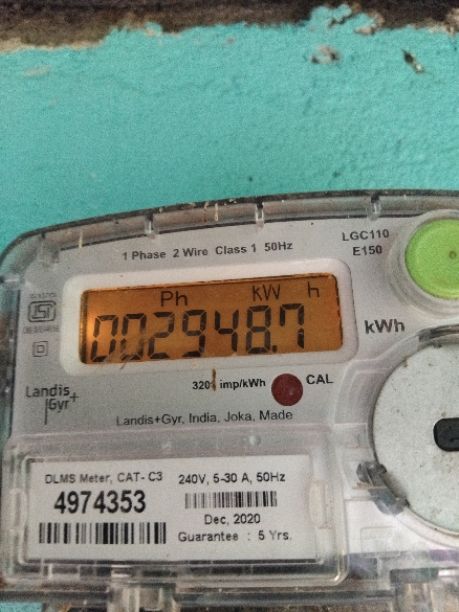 LGC110
E150
1 Phase 2 Wire Class 1 50Hz
Ph KW h
002948.7
kWh
imp/kWh
CAL
Landis+
Gyr
Landis+Gyr, India, Joka, Made
DLMS Meter, CAT- C3
4974353
240V, 5-30 A, 50Hz
Dec, 2020
Guarantee : 5 Yrs.